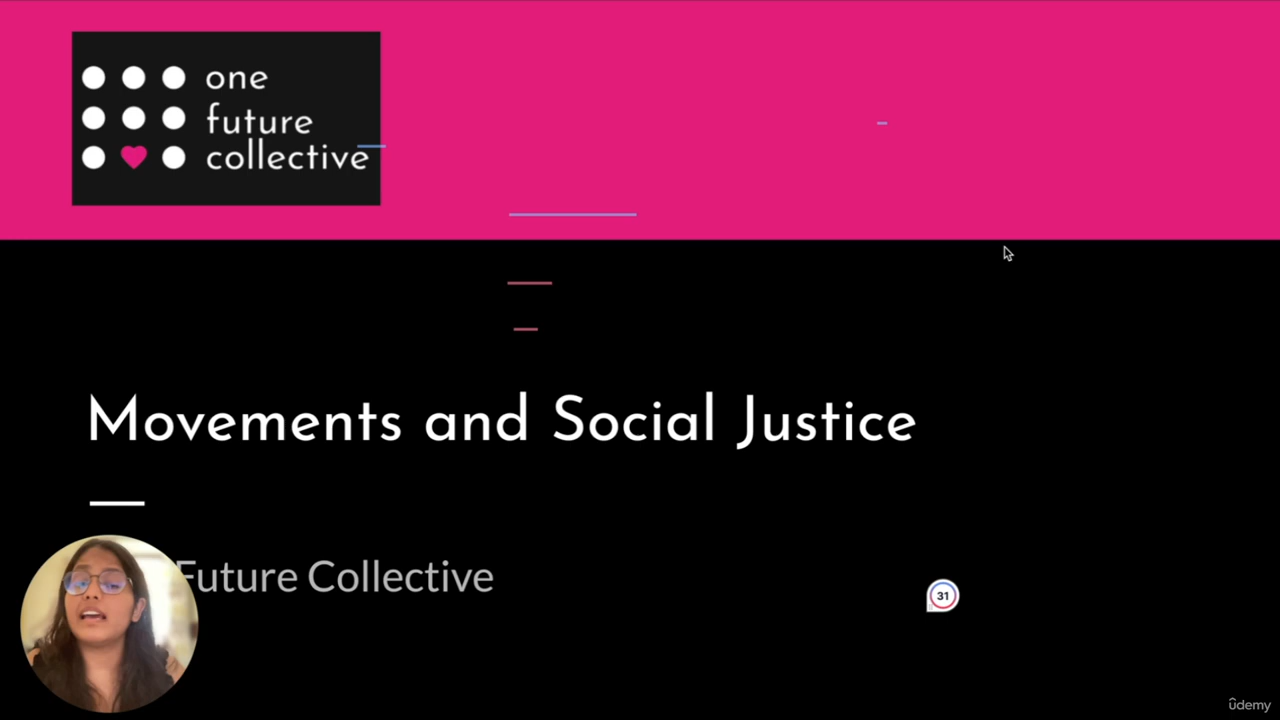 one
future
collective
Movements and Social Justice
Future Collective
31
ûdemy